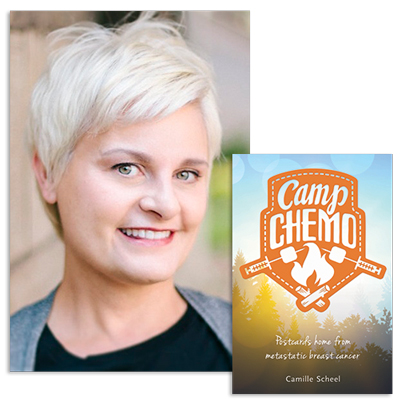 Camp
CHEMO
Postcards home from
metastatic breast cancer
Camille Scheel